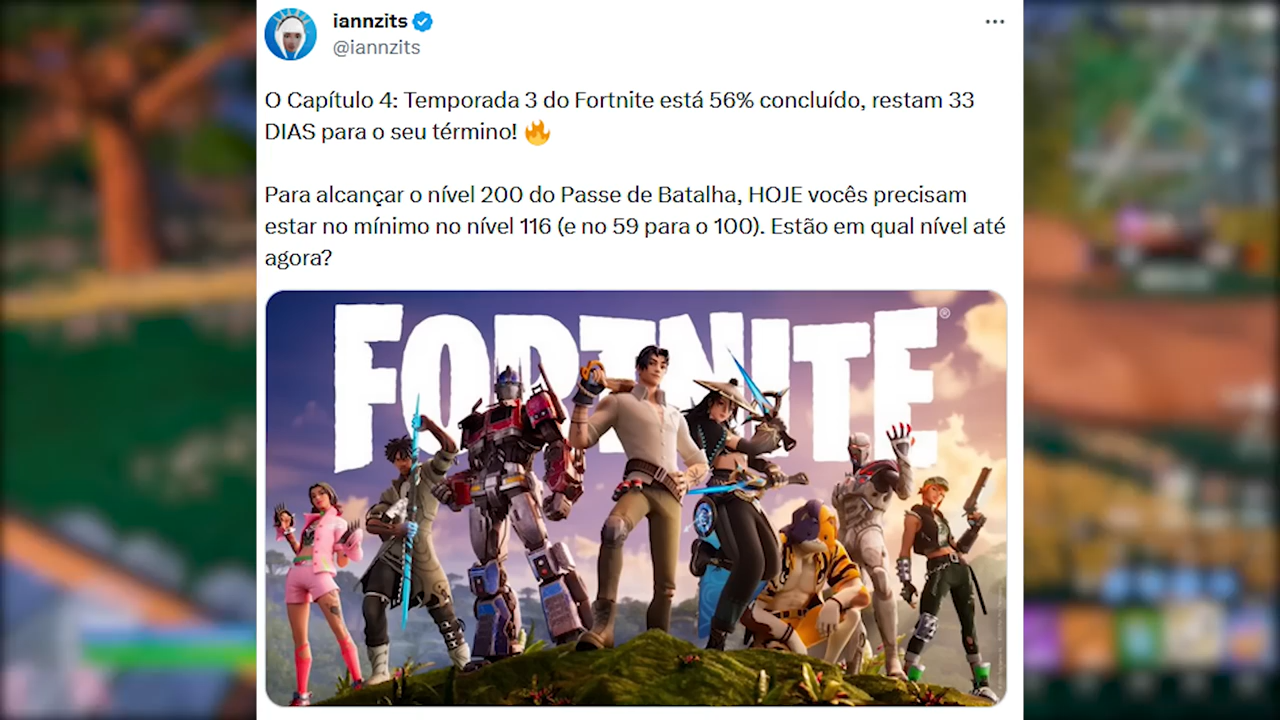 iannzits
@iannzits
O Capítulo 4: Temporada 3 do Fortnite está 56% concluído, restam 33
DIAS para o seu término! 🔥
Para alcançar o nível 200 do Passe de Batalha, HOJE vocês precisam
estar no mínimo no nível 116 (e no 59 para o 100). Estão em qual nível até
agora?
FORTNITE®